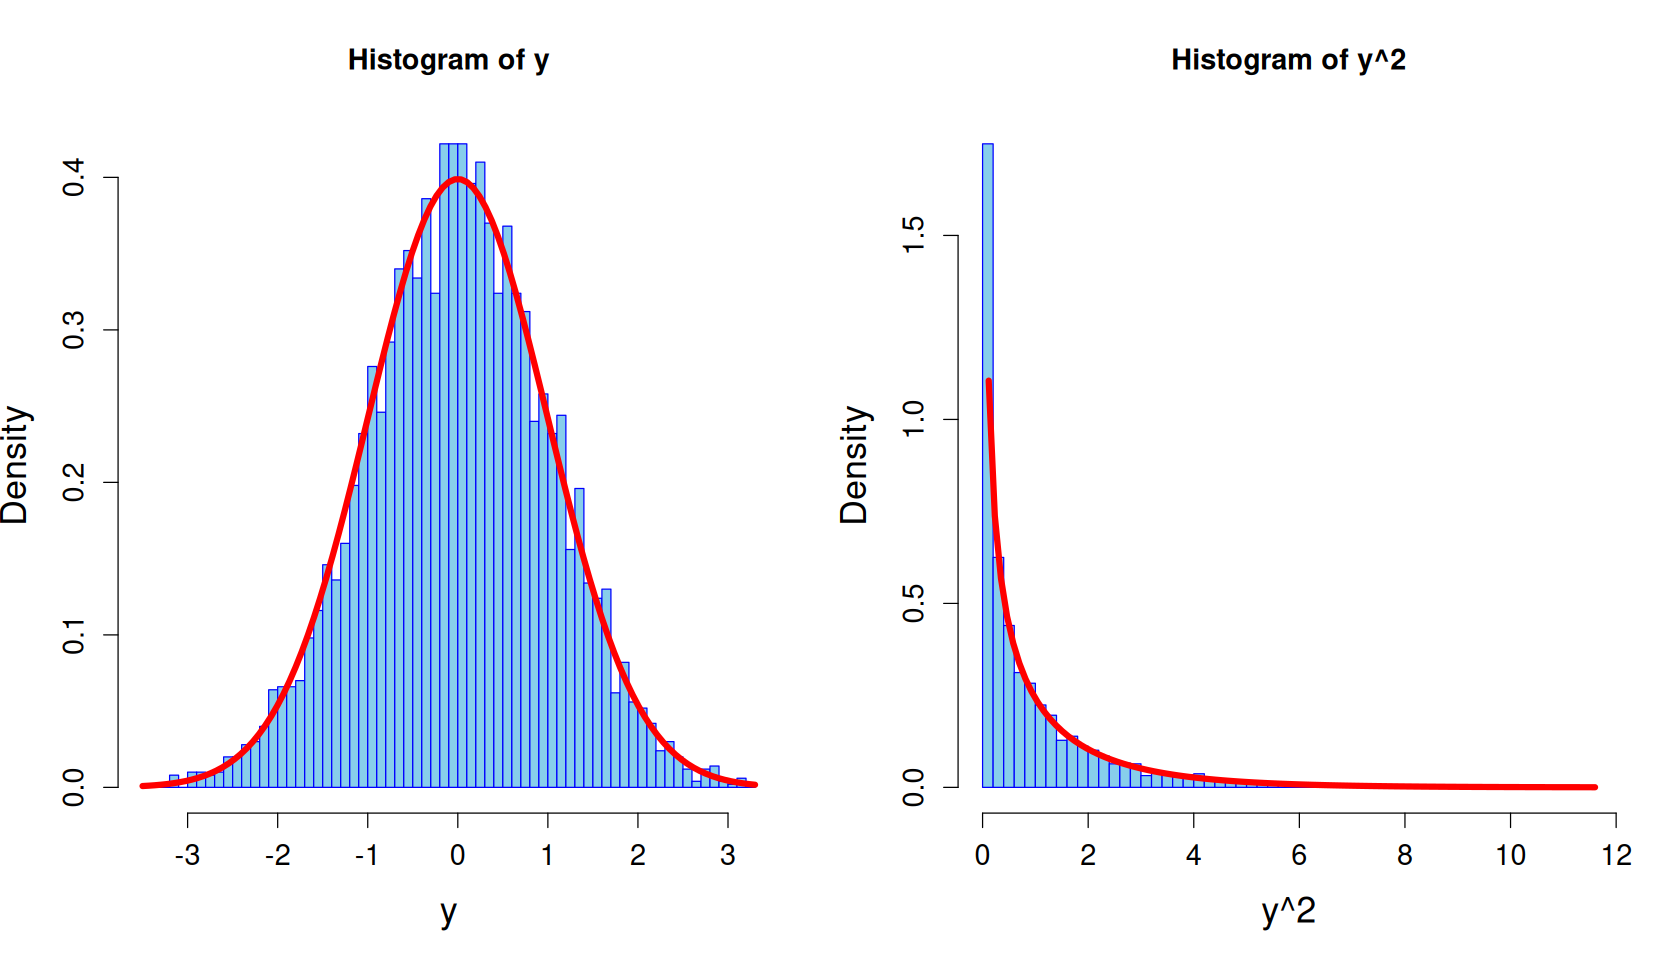 Histogram of y
Density
0.0 0.1 0.2 0.3 0.4
-3 -2 -1 0 1 2 3
y
Histogram of y^2
Density
0.0 0.5 1.0 1.5
0 2 4 6 8 10 12
y^2